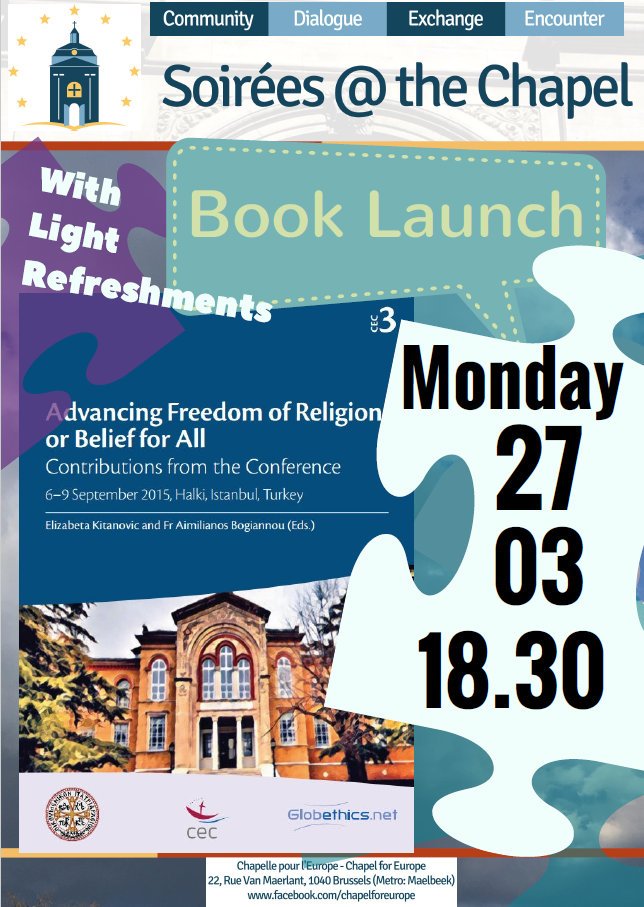 Community Dialogue Exchange Encounter
Soirées @ the Chapel
With
Light
Refreshments
Book Launch
CEC 3
Advancing Freedom of Religion
or Belief for All
Contributions from the Conference
6–9 September 2015, Halki, Istanbul, Turkey
Elizabeta Kitanovic and Fr Aimilianos Bogiannou (Eds.)
Monday
27
03
18.30
cec
Globethics.net
Chapelle pour l'Europe - Chapel for Europe
22, Rue Van Maerlant, 1040 Brussels (Metro: Maelbeek)
www.facebook.com/chapelforeurope